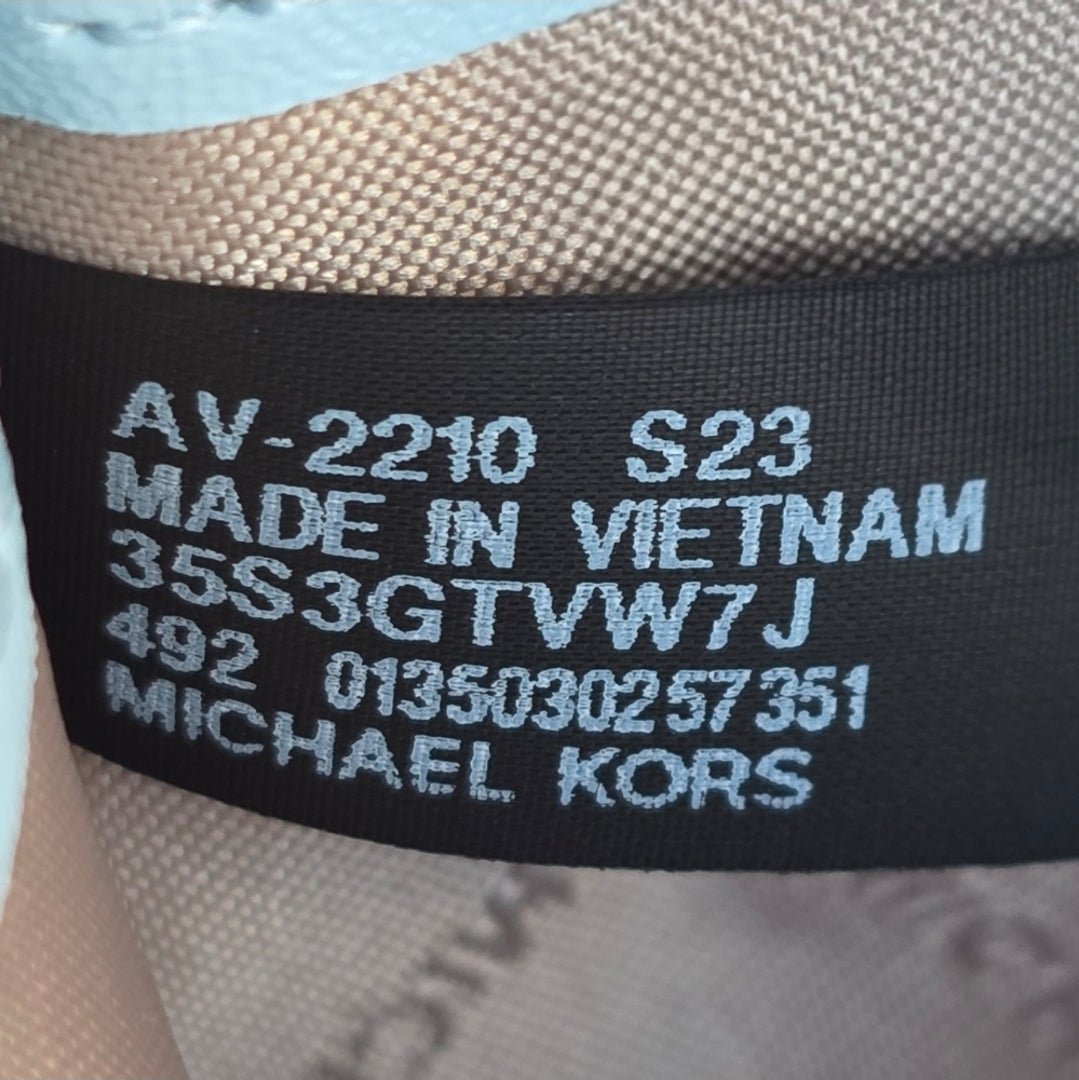 AV-2210 S23
MADE IN VIETNAM
35S3GTVW7J
492 0135030257351
MICHAEL KORS